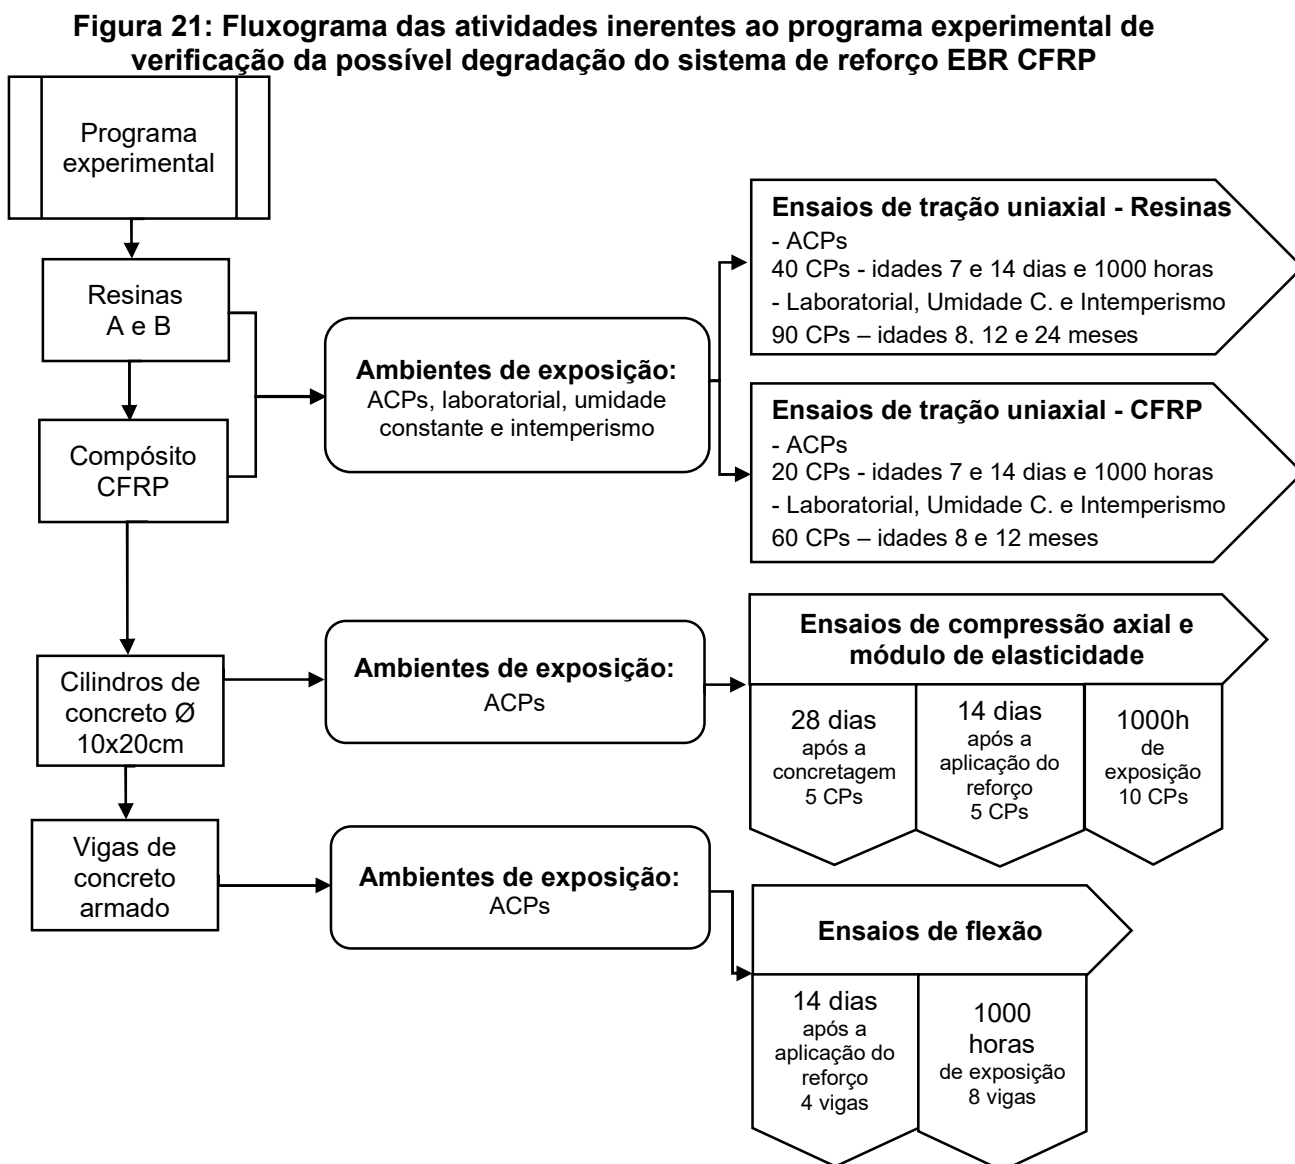 Figura 21: Fluxograma das atividades inerentes ao programa experimental de
verificação da possível degradação do sistema de reforço EBR CFRP
Programa
experimental
Resinas
A e B
Compósito
CFRP
Ambientes de exposição:
ACPs, laboratorial, umidade
constante e intemperismo
Ensaios de tração uniaxial - Resinas
- ACPs
40 CPs - idades 7 e 14 dias e 1000 horas
- Laboratorial, Umidade C. e Intemperismo
90 CPs – idades 8, 12 e 24 meses
Ensaios de tração uniaxial - CFRP
- ACPs
20 CPs - idades 7 e 14 dias e 1000 horas
- Laboratorial, Umidade C. e Intemperismo
60 CPs – idades 8 e 12 meses
Cilindros de
concreto Ø
10x20cm
Ambientes de exposição:
ACPs
Ensaios de compressão axial e
módulo de elasticidade
28 dias
após a
concretagem
5 CPs
14 dias
após a
aplicação do
reforço
5 CPs
1000h
de
exposição
10 CPs
Vigas de
concreto
armado
Ambientes de exposição:
ACPs
Ensaios de flexão
14 dias
após a
aplicação do
reforço
4 vigas
1000
horas
de exposição
8 vigas